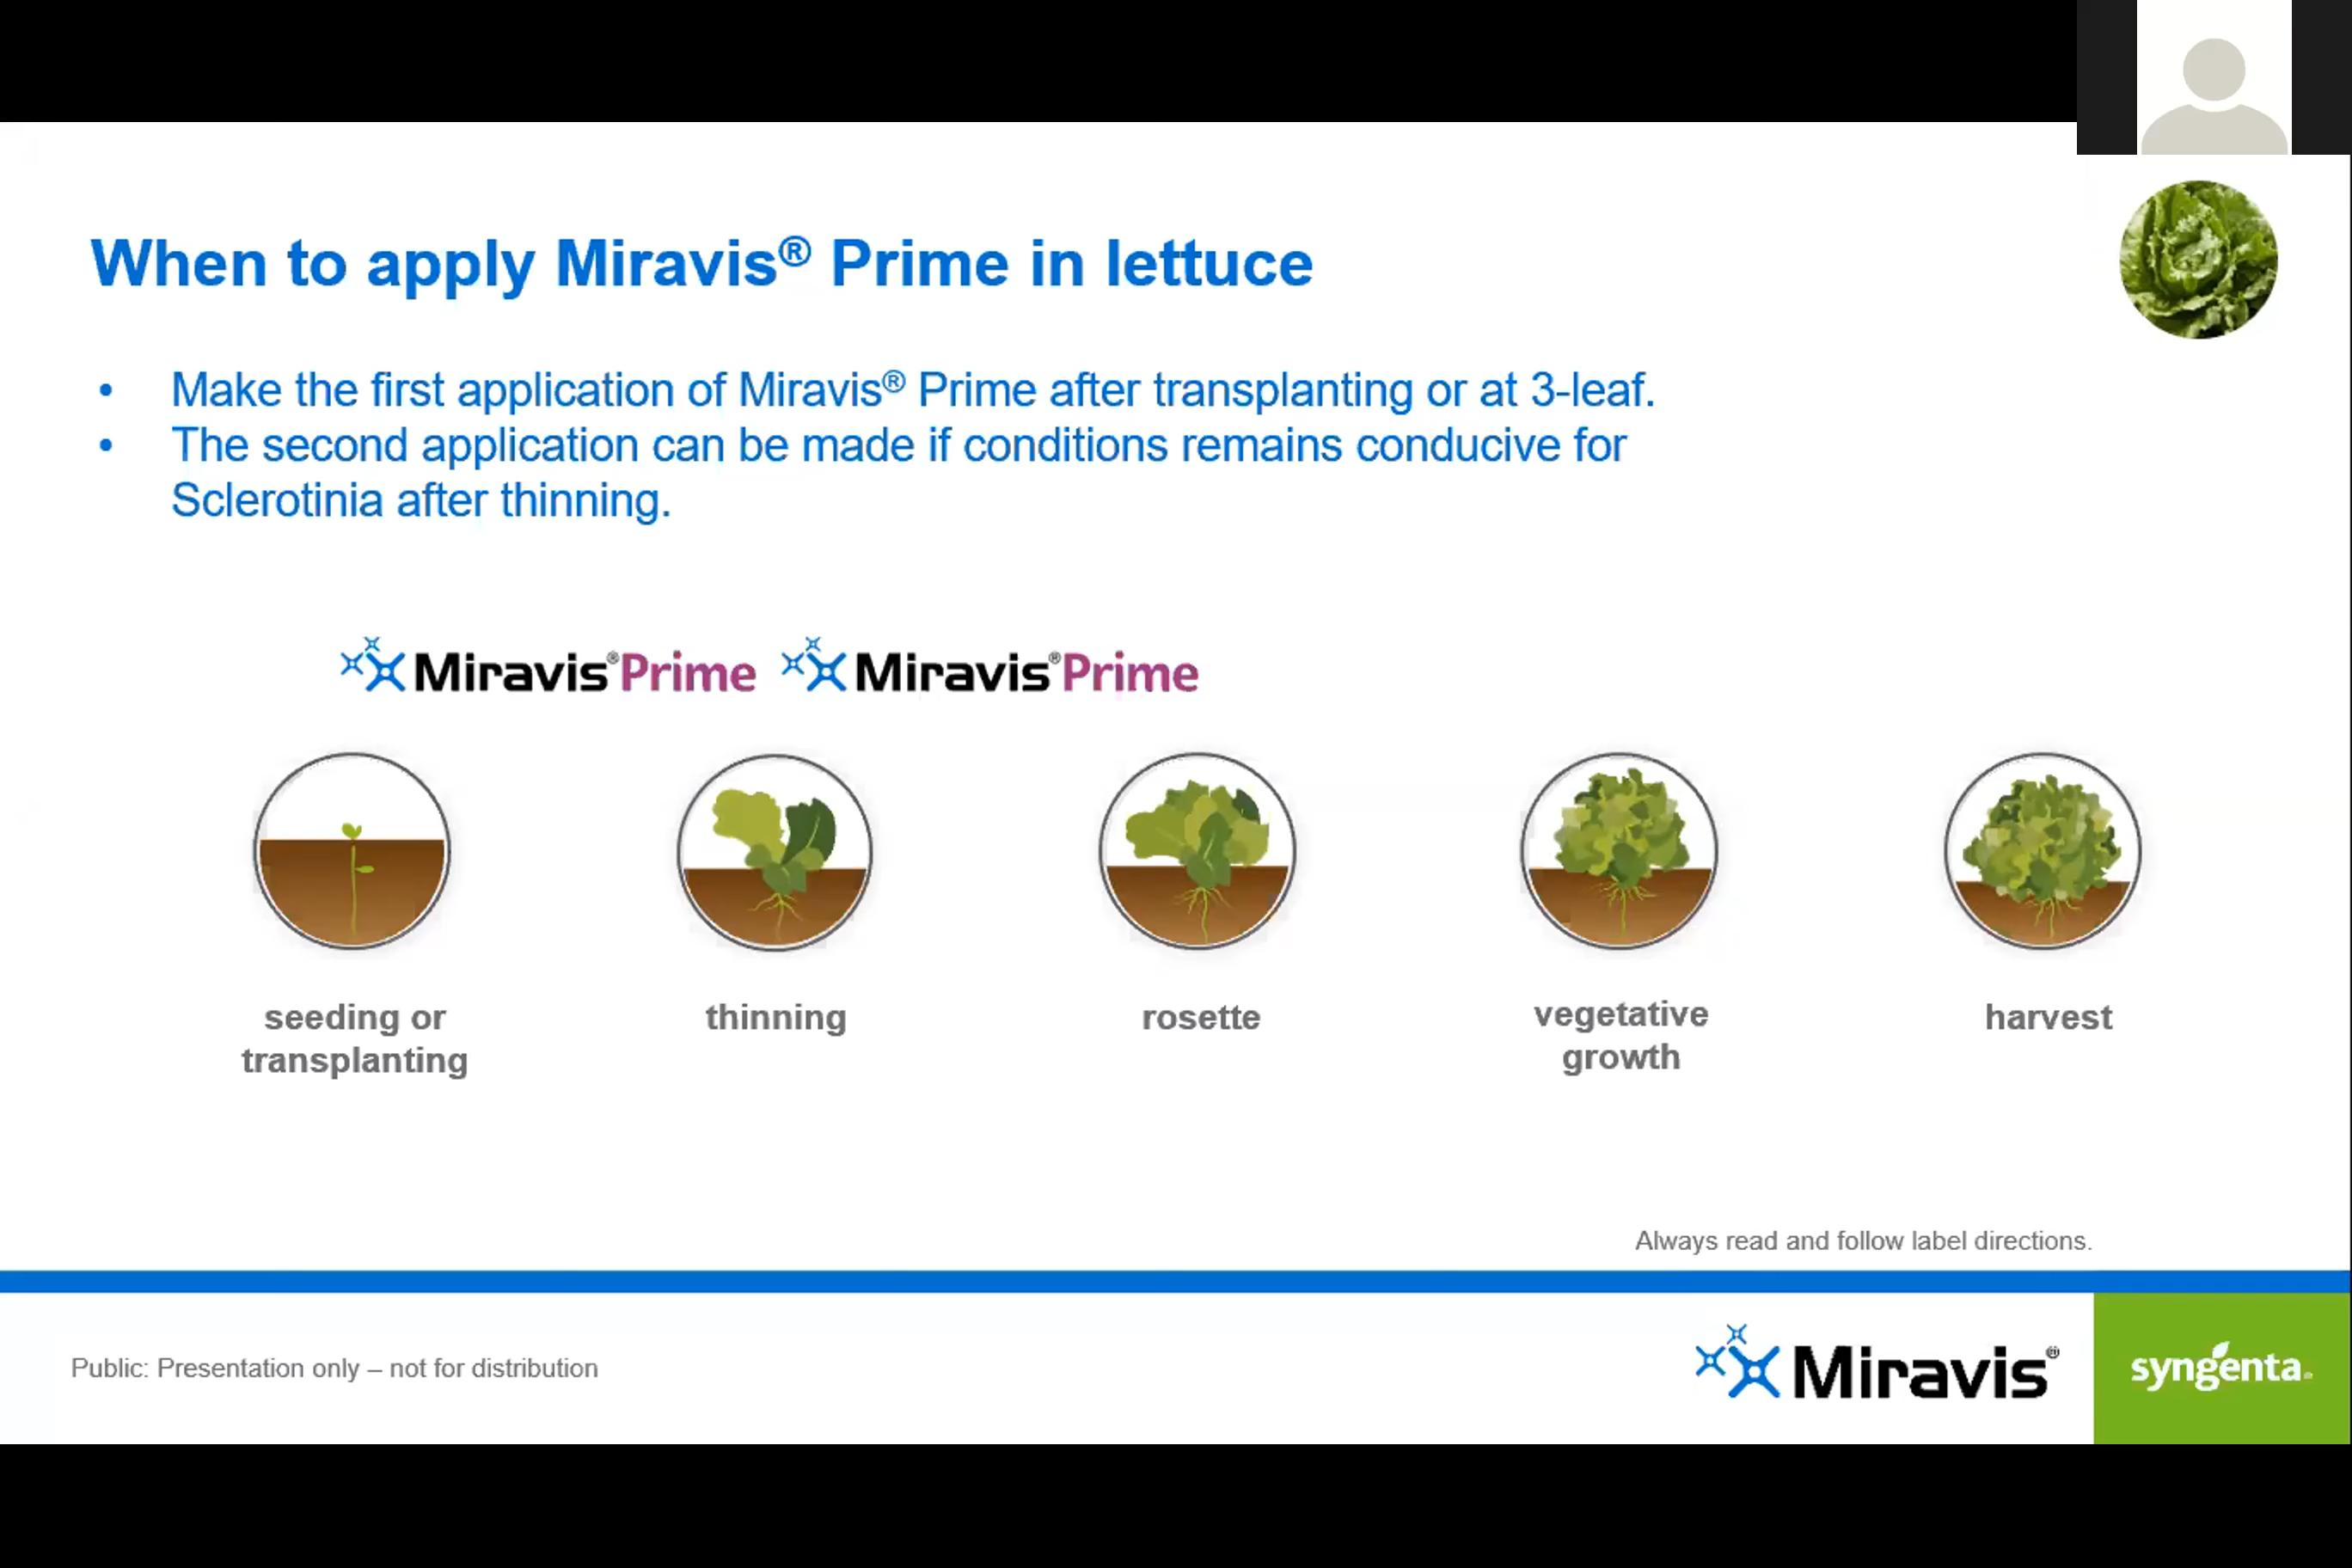 When to apply Miravis® Prime in lettuce
• Make the first application of Miravis® Prime after transplanting or at 3-leaf.
• The second application can be made if conditions remains conducive for
Sclerotinia after thinning.
Miravis® Prime Miravis® Prime
seeding or
transplanting
thinning
rosette
vegetative
growth
harvest
Always read and follow label directions.
Public: Presentation only – not for distribution
Miravis®
syngenta®